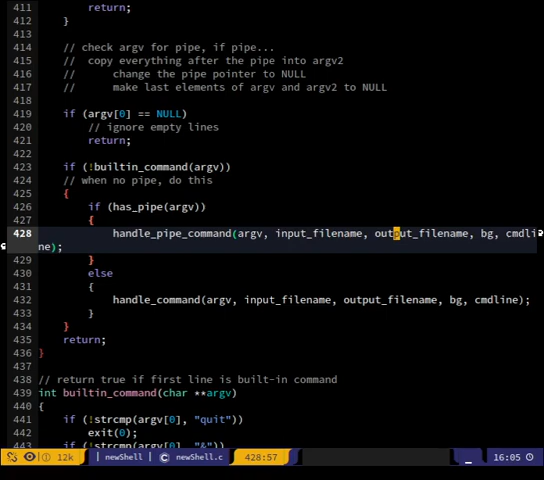 411 return;
412 }
413
414 // check argv for pipe, if pipe...
415 // copy everything after the pipe into argv2
416 // change the pipe pointer to NULL
417 // make last elements of argv and argv2 to NULL
418
419 if (argv[0] == NULL)
420 // ignore empty lines
421 return;
422
423 if (!builtin_command(argv))
424 // when no pipe, do this
425 {
426 if (has_pipe(argv))
427 {
428 handle_pipe_command(argv, input_filename, output_filename, bg, cmdli
ne);
429 }
430 else
431 {
432 handle_command(argv, input_filename, output_filename, bg, cmdline);
433 }
434 }
435 return;
436 }
437
438 // return true if first line is built-in command
439 int builtin_command(char **argv)
440 {
441 if (!strcmp(argv[0], "quit"))
442 exit(0);
443 if (!strcmp(argv[0], "&"))
12k | newShell | newShell.c 428:57 16:05